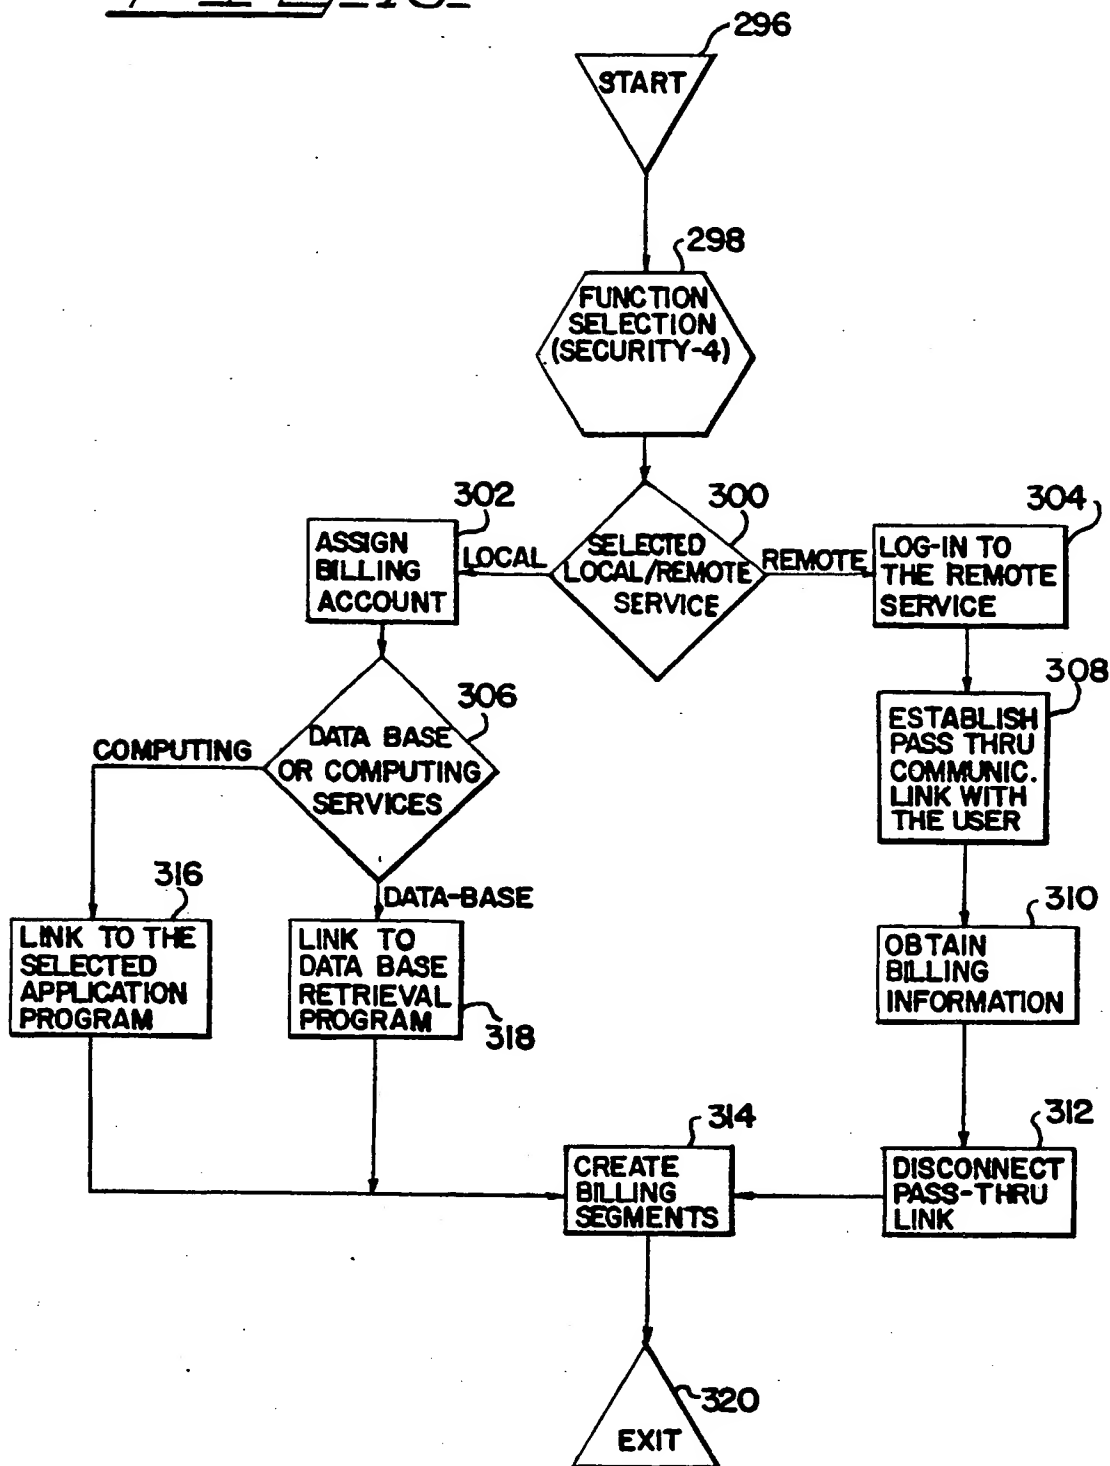 296
START
298
FUNCTION
SELECTION
(SECURITY-4)
302
300
304
ASSIGN
BILLING
ACCOUNT
LOCAL
SELECTED
LOCAL/REMOTE
SERVICE
REMOTE
LOG-IN TO
THE REMOTE
SERVICE
306
308
COMPUTING
DATA BASE
OR COMPUTING
SERVICES
ESTABLISH
PASS THRU
COMMUNIC.
LINK WITH
THE USER
316
DATA-BASE
310
LINK TO THE
SELECTED
APPLICATION
PROGRAM
LINK TO
DATA BASE
RETRIEVAL
PROGRAM
318
OBTAIN
BILLING
INFORMATION
314
312
CREATE
BILLING
SEGMENTS
DISCONNECT
PASS-THRU
LINK
320
EXIT